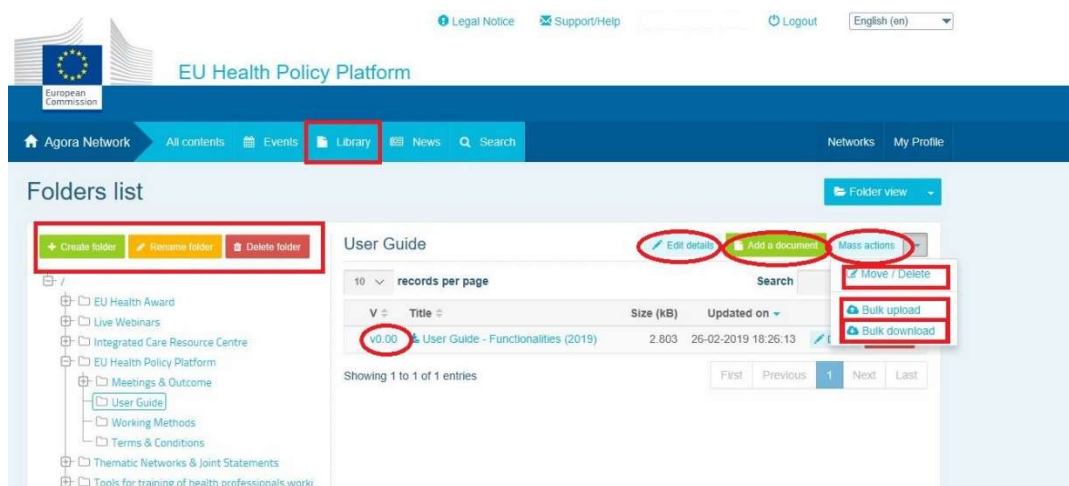 Legal Notice Support/Help Logout English (en)
EU Health Policy Platform
European
Commission
Agora Network All contents Events Library News Search Networks My Profile
Folders list Folder view
+ Create folder Rename folder Delete folder
User Guide Edit details Add a document Mass actions
Move / Delete
Bulk upload
Bulk download
10 records per page Search
V Title Size (kB) Updated on
v0.00 User Guide - Functionalities (2019) 2.803 26-02-2019 18:26:13
Showing 1 to 1 of 1 entries First Previous 1 Next Last
/
EU Health Award
Live Webinars
Integrated Care Resource Centre
EU Health Policy Platform
Meetings & Outcome
User Guide
Working Methods
Terms & Conditions
Thematic Networks & Joint Statements
Tools for training of health professionals worki